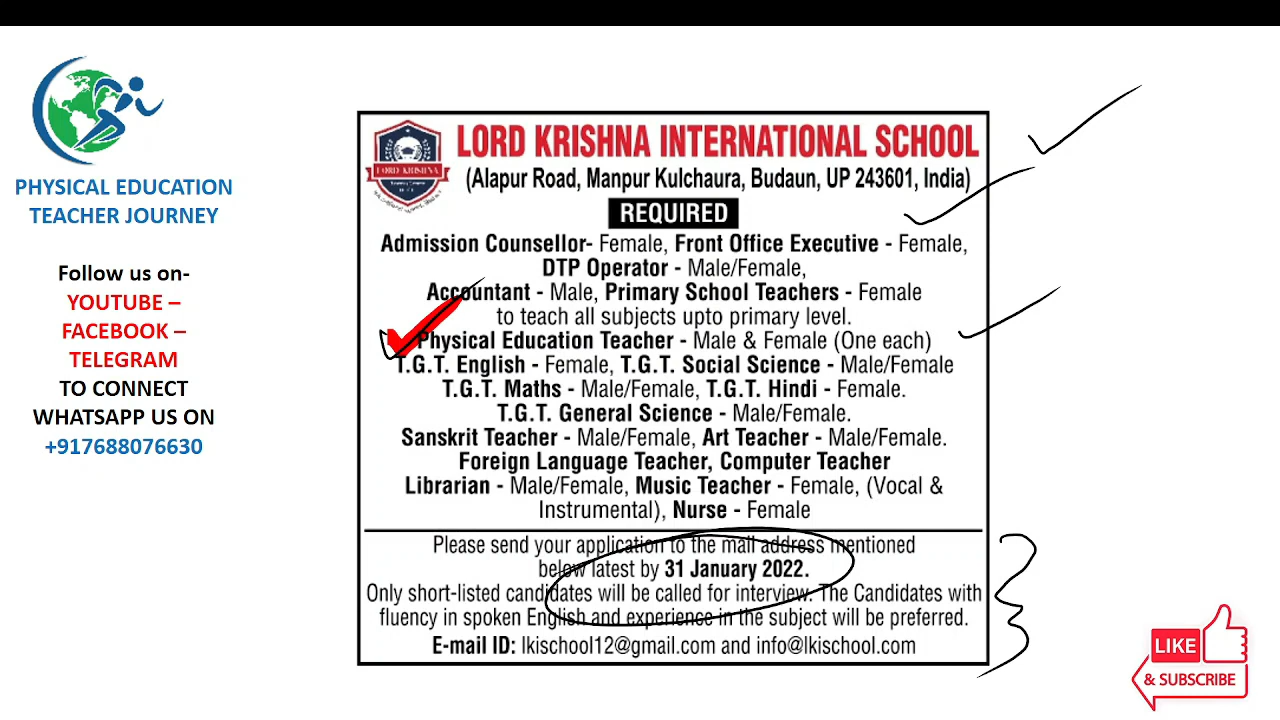 PHYSICAL EDUCATION
TEACHER JOURNEY
Follow us on-
YOUTUBE –
FACEBOOK –
TELEGRAM
TO CONNECT
WHATSAPP US ON
+917688076630
LORD KRISHNA
LORD KRISHNA INTERNATIONAL SCHOOL
(Alapur Road, Manpur Kulchaura, Budaun, UP 243601, India)
REQUIRED
Admission Counsellor- Female, Front Office Executive - Female,
DTP Operator - Male/Female,
Accountant - Male, Primary School Teachers - Female
to teach all subjects upto primary level.
Physical Education Teacher - Male & Female (One each)
T.G.T. English - Female, T.G.T. Social Science - Male/Female
T.G.T. Maths - Male/Female, T.G.T. Hindi - Female.
T.G.T. General Science - Male/Female.
Sanskrit Teacher - Male/Female, Art Teacher - Male/Female.
Foreign Language Teacher, Computer Teacher
Librarian - Male/Female, Music Teacher - Female, (Vocal &
Instrumental), Nurse - Female
Please send your application to the mail address mentioned
below latest by 31 January 2022.
Only short-listed candidates will be called for interview. The Candidates with
fluency in spoken English and experience in the subject will be preferred.
E-mail ID: lkischool12@gmail.com and info@lkischool.com
LIKE
& SUBSCRIBE